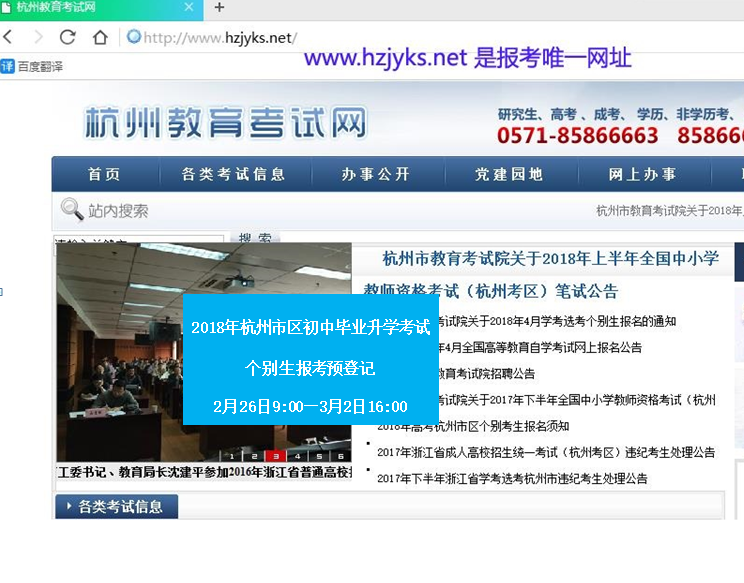 杭州教育考试网
http://www.hzjyks.net/
www.hzjyks.net 是报考唯一网址
译 百度翻译
杭州教育考试网
研究生、高考 、成考、 学历、非学历考、
0571-85866663 85866
首页 各类考试信息 办事公开 党建园地 网上办事
站内搜索 杭州市教育考试院关于2018年
搜 索
杭州市教育考试院关于2018年上半年全国中小学
教师资格考试（杭州考区）笔试公告
2018年杭州市区初中毕业升学考试
个别生报考预登记
2月26日9:00—3月2日16:00
考试院关于2018年4月学考选考个别生报名的通知
年4月全国高等教育自学考试网上报名公告
教育考试院招聘公告
考试院关于2017年下半年全国中小学教师资格考试（杭州
2018年高考杭州市区个别考生报名须知
2017年浙江省成人高校招生统一考试（杭州考区）违纪考生处理公告
2017年下半年浙江省学考选考杭州市违纪考生处理公告
1 2 3 4 5 6
工委书记、教育局长沈建平参加2016年浙江省普通高校招
各类考试信息